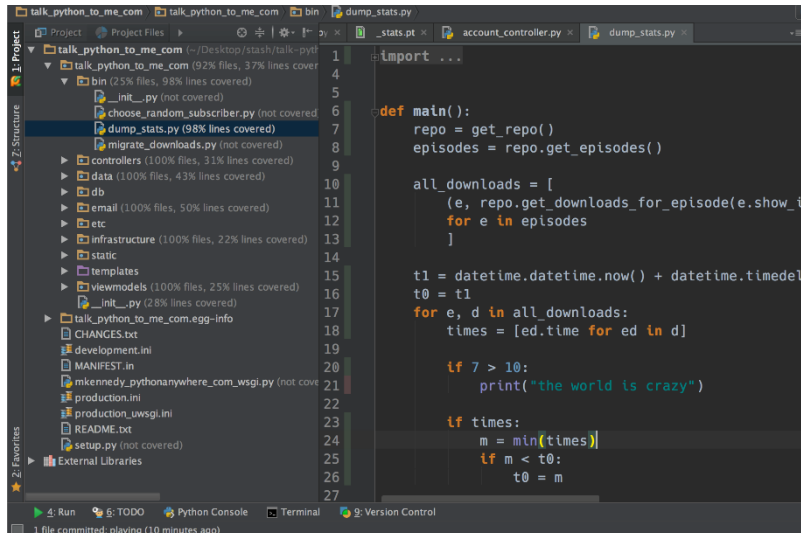 talk_python_to_me_com talk_python_to_me_com bin dump_stats.py
Project Project Files py _stats.pt account_controller.py dump_stats.py
1: Project
Z: Structure
2: Favorites
talk_python_to_me_com (~/Desktop/stash/talk-pyth
talk_python_to_me_com (92% files, 37% lines cover
bin (25% files, 98% lines covered)
__init__.py (not covered)
choose_random_subscriber.py (not covered
dump_stats.py (98% lines covered)
migrate_downloads.py (not covered)
controllers (100% files, 31% lines covered)
data (100% files, 43% lines covered)
db
email (100% files, 50% lines covered)
etc
infrastructure (100% files, 22% lines covered)
static
templates
viewmodels (100% files, 25% lines covered)
__init__.py (28% lines covered)
talk_python_to_me_com.egg-info
CHANGES.txt
development.ini
MANIFEST.in
mkennedy_pythonanywhere_com_wsgi.py (not cove
production.ini
production_uwsgi.ini
README.txt
setup.py (not covered)
External Libraries
1 import ...
4
5
6 def main():
7 repo = get_repo()
8 episodes = repo.get_episodes()
9
10 all_downloads = [
11 (e, repo.get_downloads_for_episode(e.show_i
12 for e in episodes
13 ]
14
15 t1 = datetime.datetime.now() + datetime.timedel
16 t0 = t1
17 for e, d in all_downloads:
18 times = [ed.time for ed in d]
19
20 if 7 > 10:
21 print("the world is crazy")
22
23 if times:
24 m = min(times)
25 if m < t0:
26 t0 = m
27
4: Run 6: TODO Python Console Terminal 9: Version Control
1 file committed: playing (10 minutes ago)